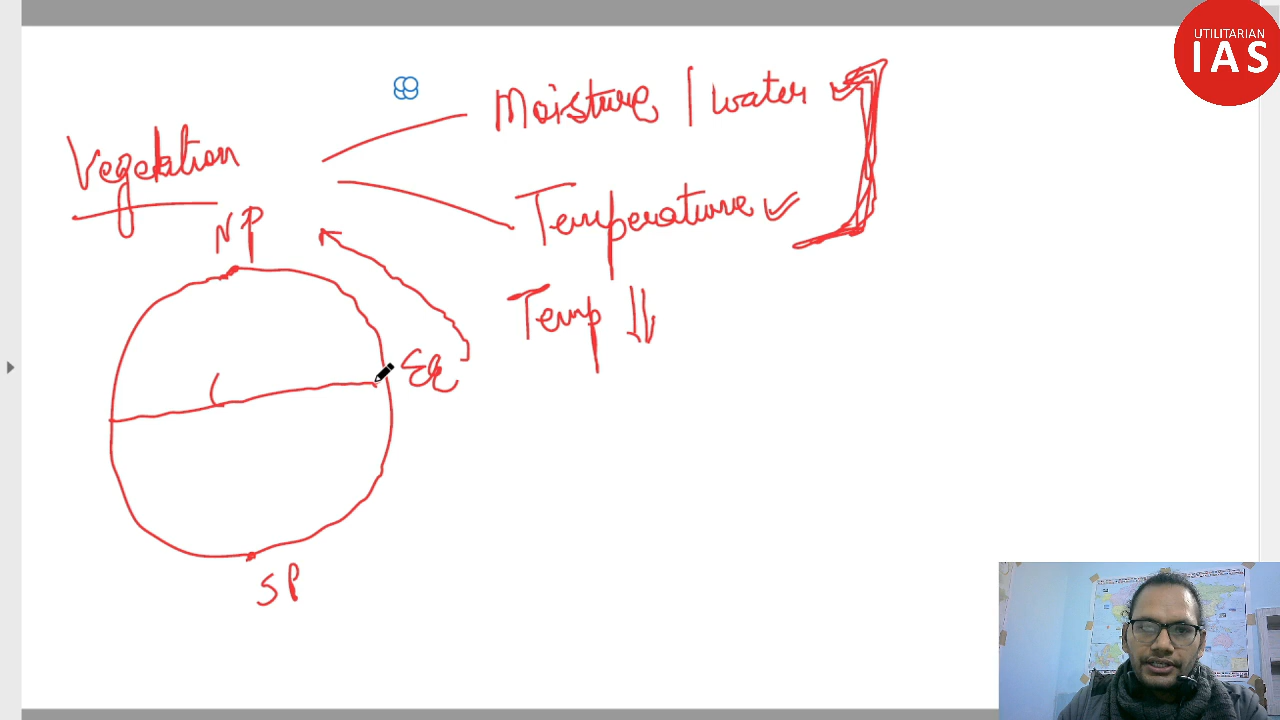 UTILITARIAN
IAS
Moisture / water
Vegetation
Temperature
NP
Temp
EQ
SP